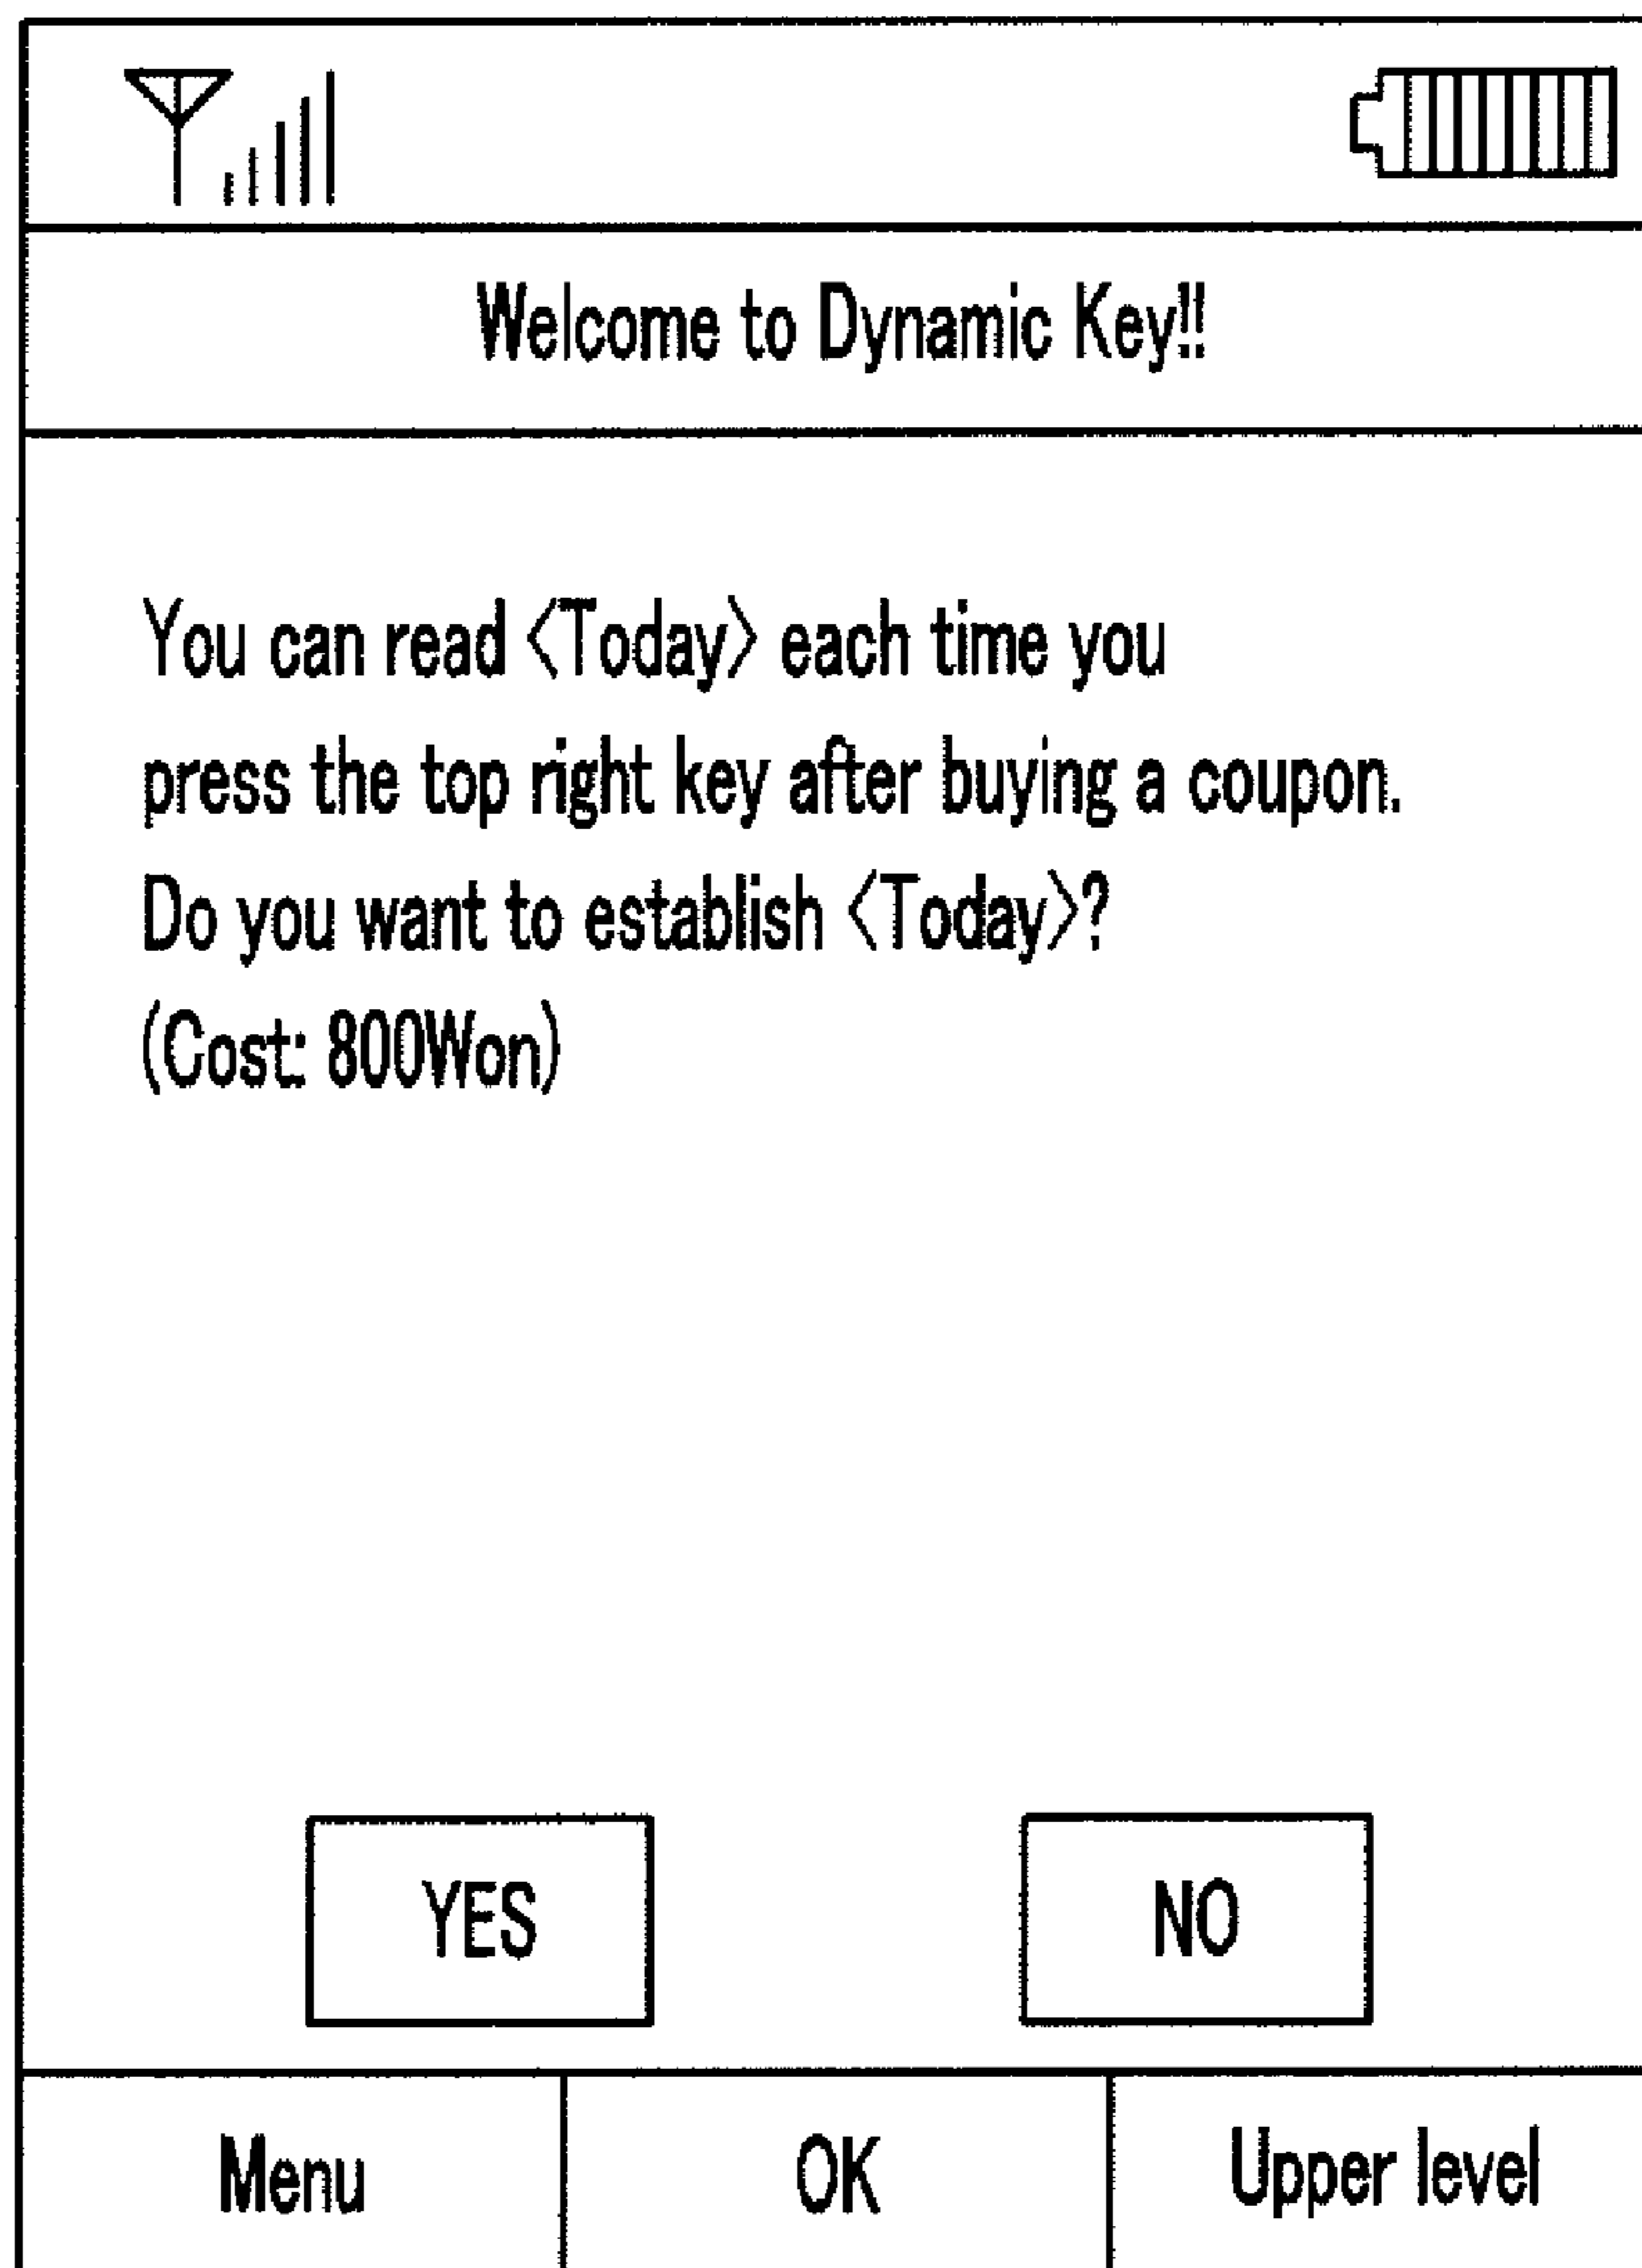 Welcome to Dynamic Key!!
You can read <Today> each time you
press the top right key after buying a coupon.
Do you want to establish <Today>?
(Cost: 800Won)
YES NO
Menu OK Upper level